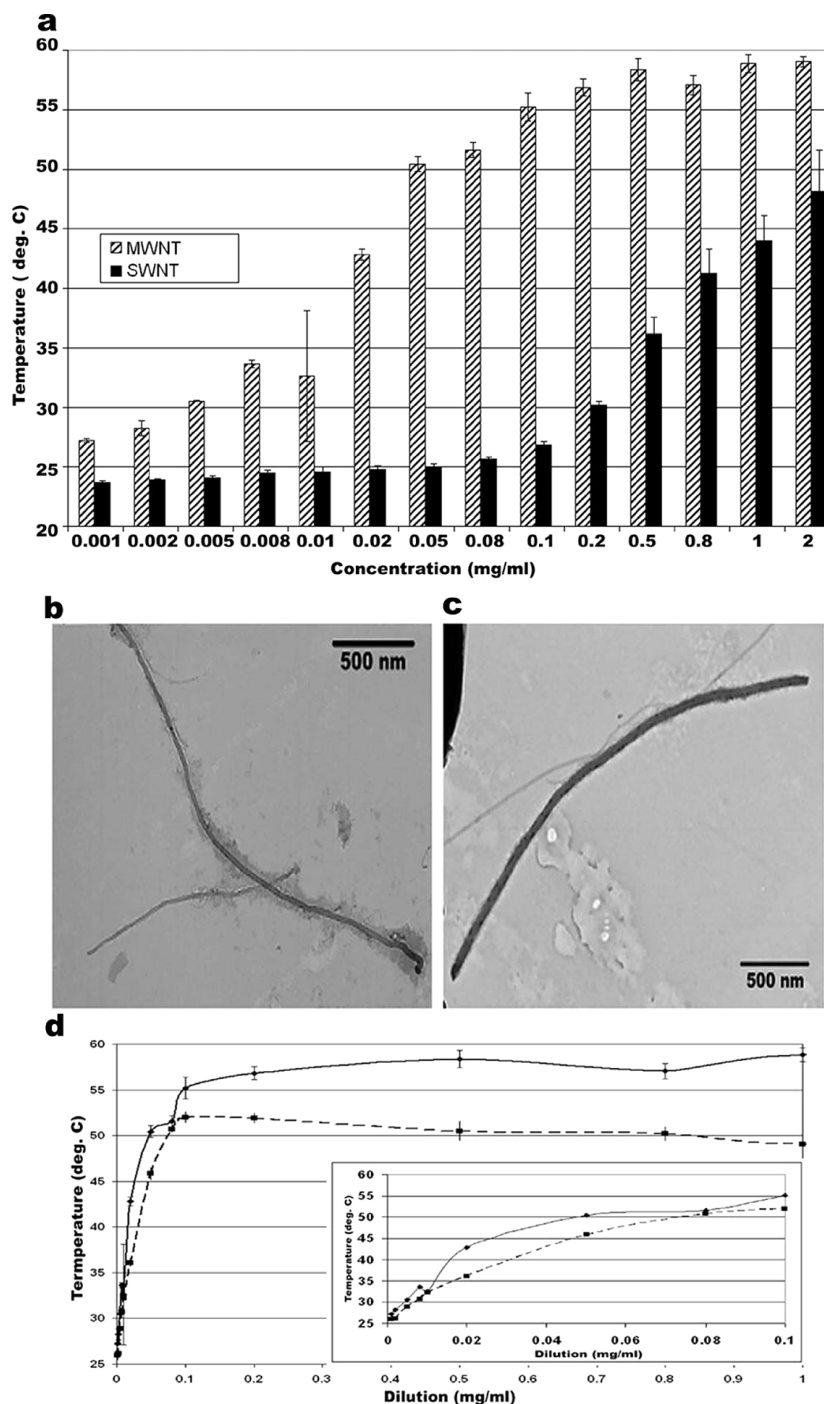 a
60
55
50
45
40
35
30
25
20
Temperature ( deg. C)
MWNT
SWNT
0.001 0.002 0.005 0.008 0.01 0.02 0.05 0.08 0.1 0.2 0.5 0.8 1 2
Concentration (mg/ml)
b
500 nm
c
500 nm
d
60
55
50
45
40
35
30
25
Termperature (deg. C)
0 0.1 0.2 0.3 0.4 0.5 0.6 0.7 0.8 0.9 1
Dilution (mg/ml)
60
55
50
45
40
35
30
25
Temperature (deg. C)
0 0.02 0.04 0.06 0.08 0.1
Dilution (mg/ml)